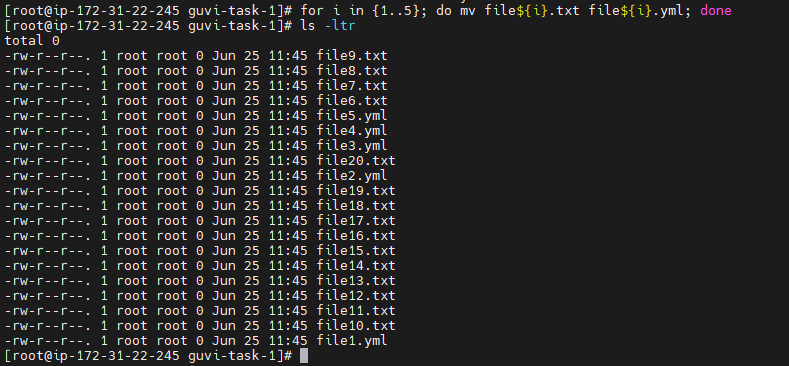 [root@ip-172-31-22-245 guvi-task-1]# for i in {1..5}; do mv file${i}.txt file${i}.yml; done
[root@ip-172-31-22-245 guvi-task-1]# ls -ltr
total 0
-rw-r--r--. 1 root root 0 Jun 25 11:45 file9.txt
-rw-r--r--. 1 root root 0 Jun 25 11:45 file8.txt
-rw-r--r--. 1 root root 0 Jun 25 11:45 file7.txt
-rw-r--r--. 1 root root 0 Jun 25 11:45 file6.txt
-rw-r--r--. 1 root root 0 Jun 25 11:45 file5.yml
-rw-r--r--. 1 root root 0 Jun 25 11:45 file4.yml
-rw-r--r--. 1 root root 0 Jun 25 11:45 file3.yml
-rw-r--r--. 1 root root 0 Jun 25 11:45 file20.txt
-rw-r--r--. 1 root root 0 Jun 25 11:45 file2.yml
-rw-r--r--. 1 root root 0 Jun 25 11:45 file19.txt
-rw-r--r--. 1 root root 0 Jun 25 11:45 file18.txt
-rw-r--r--. 1 root root 0 Jun 25 11:45 file17.txt
-rw-r--r--. 1 root root 0 Jun 25 11:45 file16.txt
-rw-r--r--. 1 root root 0 Jun 25 11:45 file15.txt
-rw-r--r--. 1 root root 0 Jun 25 11:45 file14.txt
-rw-r--r--. 1 root root 0 Jun 25 11:45 file13.txt
-rw-r--r--. 1 root root 0 Jun 25 11:45 file12.txt
-rw-r--r--. 1 root root 0 Jun 25 11:45 file11.txt
-rw-r--r--. 1 root root 0 Jun 25 11:45 file10.txt
-rw-r--r--. 1 root root 0 Jun 25 11:45 file1.yml
[root@ip-172-31-22-245 guvi-task-1]#